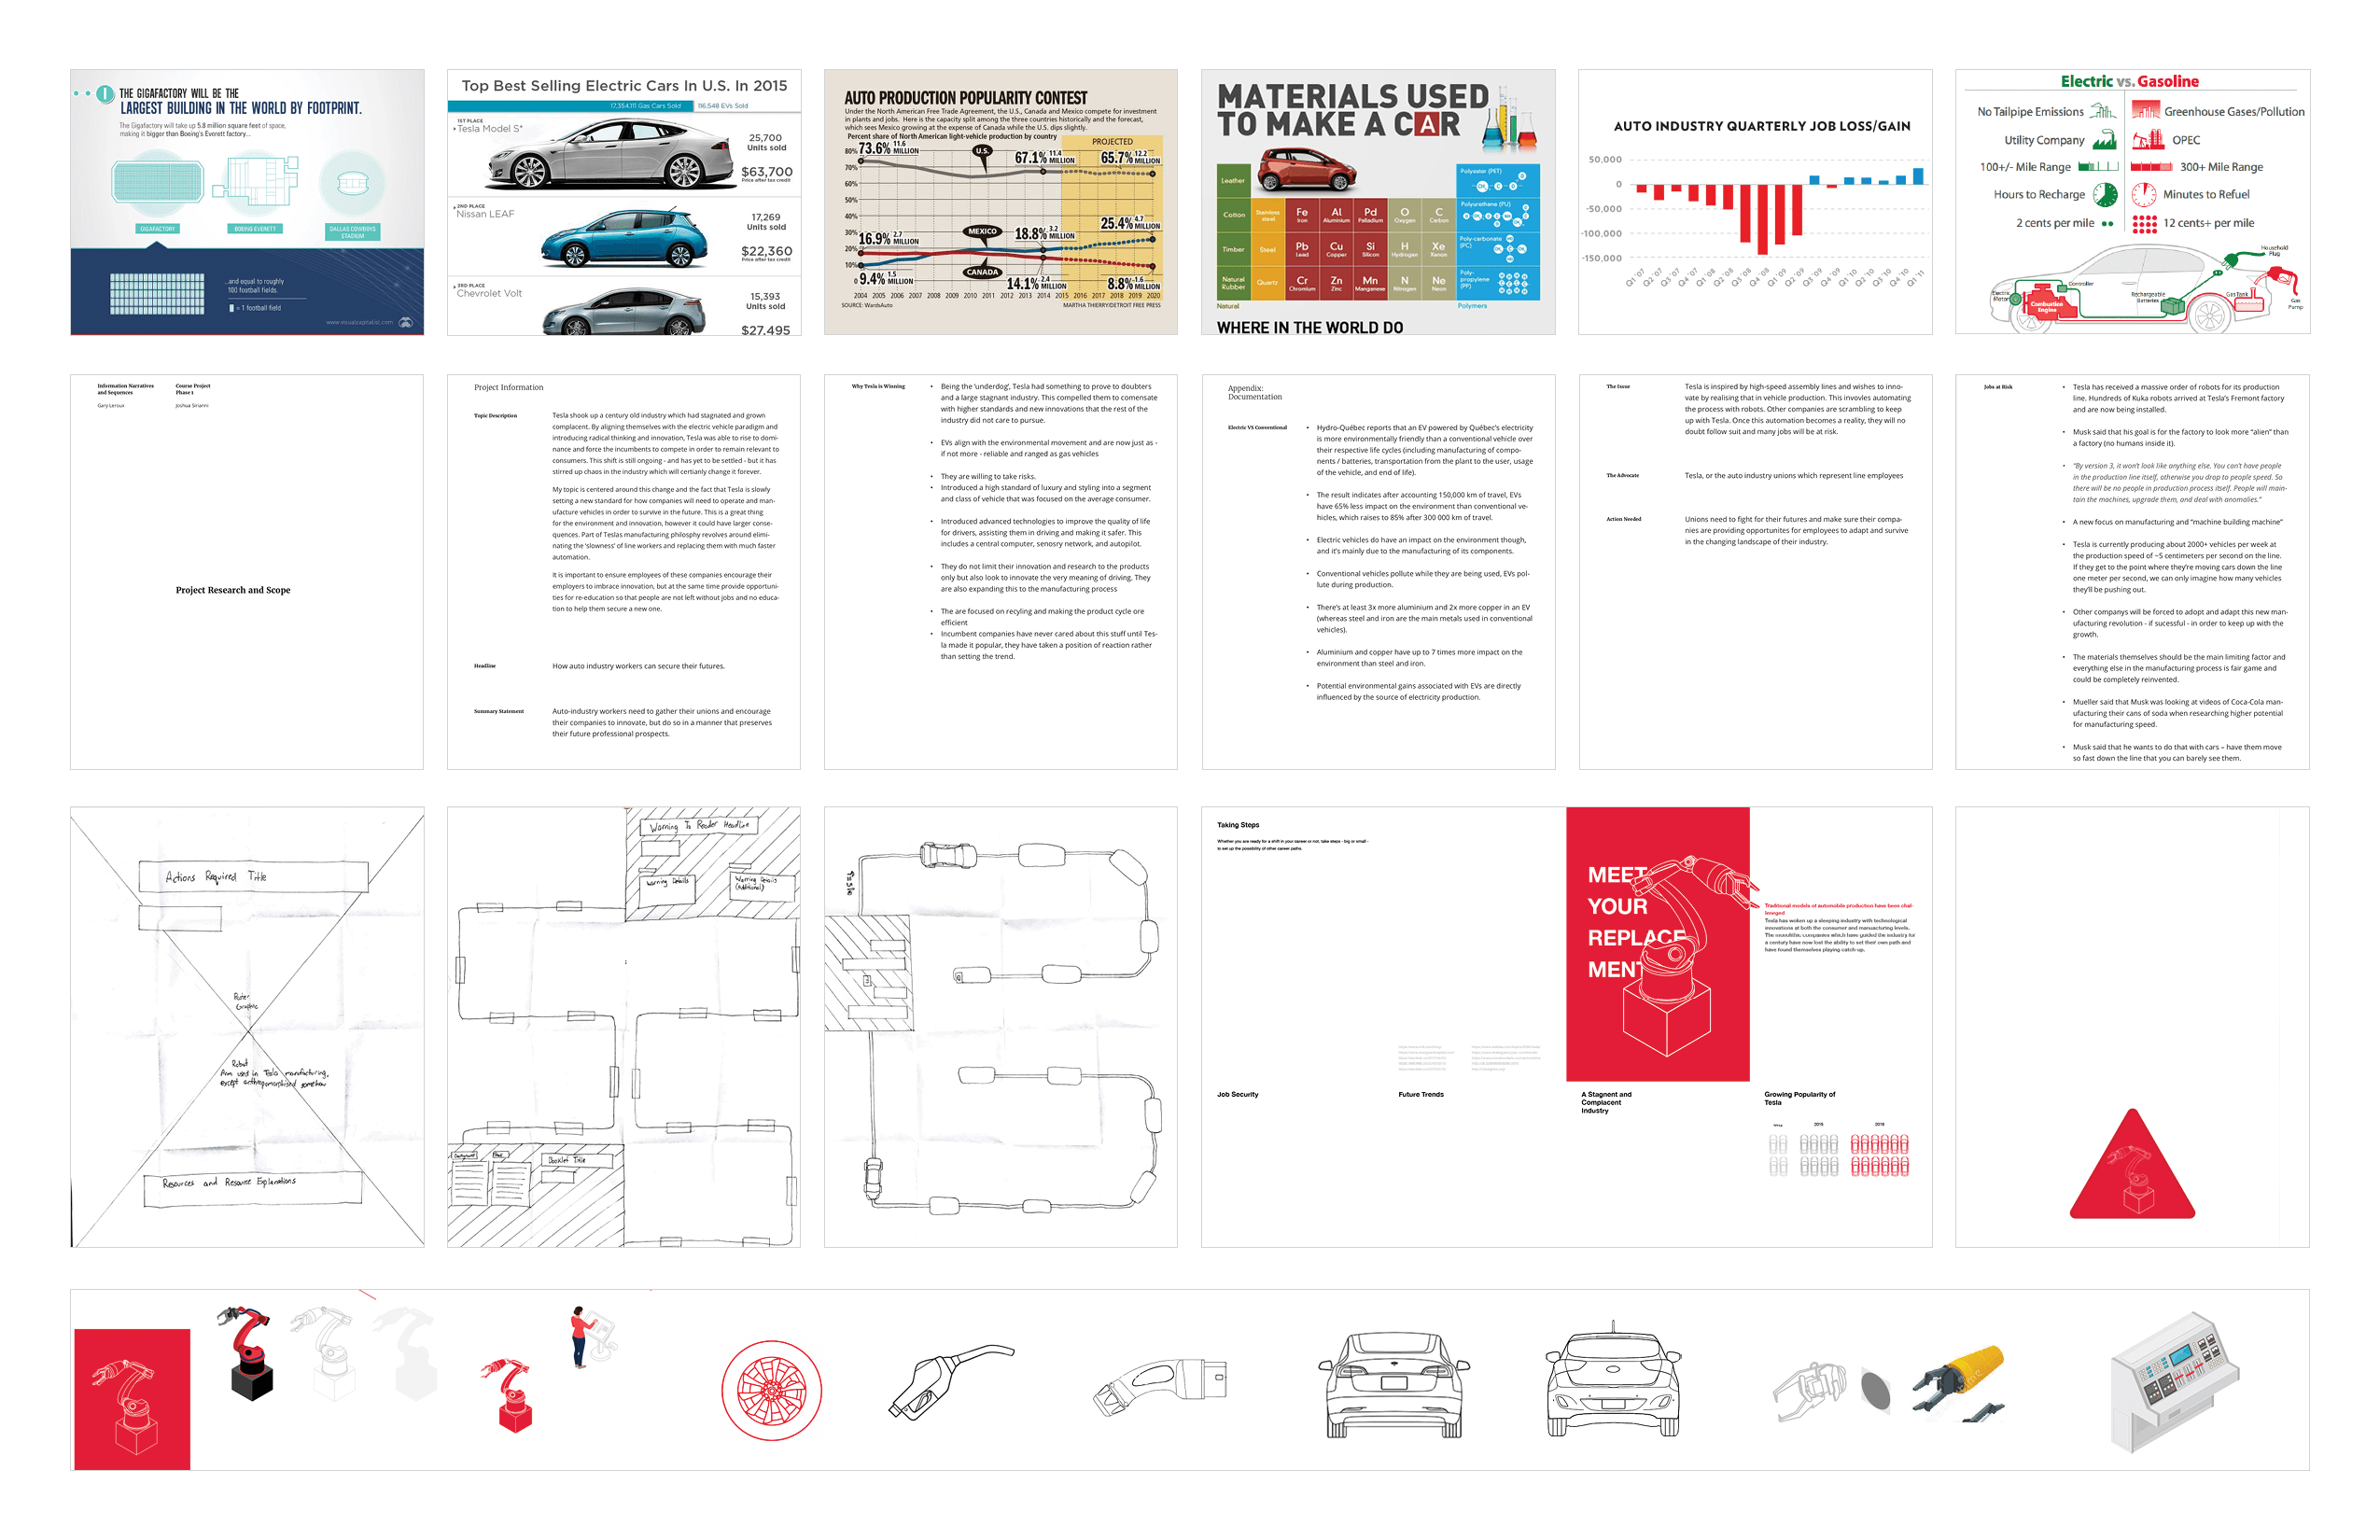 THE GIGAFACTORY WILL BE THE
LARGEST BUILDING IN THE WORLD BY FOOTPRINT.
The Gigafactory will take up 5.8 million square feet of space,
making it bigger than Boeing's Everett factory...
GIGAFACTORY
BOEING EVERETT
DALLAS COWBOYS
STADIUM
...and equal to roughly
100 football fields.
= 1 football field
www.visualcapitalist.com
Top Best Selling Electric Cars In U.S. In 2015
17,354,111 Gas Cars Sold
116,548 EVs Sold
1ST PLACE
Tesla Model S*
25,700
Units sold
$63,700
Price after tax credit
2ND PLACE
Nissan LEAF
17,269
Units sold
$22,360
Price after tax credit
3RD PLACE
Chevrolet Volt
15,393
Units sold
$27,495
AUTO PRODUCTION POPULARITY CONTEST
Under the North American Free Trade Agreement, the U.S., Canada and Mexico compete for investment
in plants and jobs. Here is the capacity split among the three countries historically and the forecast,
which sees Mexico growing at the expense of Canada while the U.S. dips slightly.
Percent share of North American light-vehicle production by country
PROJECTED
80%
70%
60%
50%
40%
30%
20%
10%
0
73.6% 11.6 MILLION
U.S.
67.1% 11.4 MILLION
65.7% 12.2 MILLION
16.9% 2.7 MILLION
MEXICO
18.8% 3.2 MILLION
25.4% 4.7 MILLION
9.4% 1.5 MILLION
CANADA
14.1% 2.4 MILLION
8.8% 1.6 MILLION
2004 2005 2006 2007 2008 2009 2010 2011 2012 2013 2014 2015 2016 2017 2018 2019 2020
SOURCE: WardsAuto
MARTHA THIERRY/DETROIT FREE PRESS
MATERIALS USED
TO MAKE A CAR
Leather
Polyester (PET)
Cotton
Stainless steel
Fe Iron
Al Aluminium
Pd Palladium
O Oxygen
C Carbon
Polyurethane (PU)
Timber
Steel
Pb Lead
Cu Copper
Si Silicon
H Hydrogen
Xe Xenon
Poly-carbonate (PC)
Natural Rubber
Quartz
Cr Chromium
Zn Zinc
Mn Manganese
N Nitrogen
Ne Neon
Poly-propylene (PP)
Natural
Polymers
WHERE IN THE WORLD DO
AUTO INDUSTRY QUARTERLY JOB LOSS/GAIN
50,000
0
-50,000
-100,000
-150,000
Q1 '07 Q2 '07 Q3 '07 Q4 '07 Q1 '08 Q2 '08 Q3 '08 Q4 '08 Q1 '09 Q2 '09 Q3 '09 Q4 '09 Q1 '10 Q2 '10 Q3 '10 Q4 '10 Q1 '11
Electric vs. Gasoline
No Tailpipe Emissions
Greenhouse Gases/Pollution
Utility Company
OPEC
100+/- Mile Range
300+ Mile Range
Hours to Recharge
Minutes to Refuel
2 cents per mile
12 cents+ per mile
Household Plug
Controller
Electric Motor
Combustion Engine
Rechargeable Batteries
Gas Tank
Gas Pump
Information Narratives
and Sequences
Gary Leroux
Course Project
Phase 1
Joshua Sirianni
Project Research and Scope
Project Information
Topic Description
Tesla shook up a century old industry which had stagnated and grown
complacent. By aligning themselves with the electric vehicle paradigm and
introducing radical thinking and innovation, Tesla was able to rise to domi-
nance and force the incumbents to compete in order to remain relevant to
consumers. This shift is still ongoing - and has yet to be settled - but it has
stirred up chaos in the industry which will certianly change it forever.
My topic is centered around this change and the fact that Tesla is slowly
setting a new standard for how companies will need to operate and man-
ufacture vehicles in order to survive in the future. This is a great thing
for the environment and innovation, however it could have larger conse-
quences. Part of Teslas manufacturing philosphy revolves around elimi-
nating the 'slowness' of line workers and replacing them with much faster
automation.
It is important to ensure employees of these companies encourage their
employers to imbrace innovation, but at the same time provide opportuni-
ties for re-education so that people are not left without jobs and no educa-
tion to help them secure a new one.
Headline
How auto industry workers can secure their futures.
Summary Statement
Auto-industry workers need to gather their unions and encourage
their companies to innovate, but do so in a manner that preserves
their future professional prospects.
Why Tesla is Winning
• Being the 'underdog', Tesla had something to prove to doubters
and a large stagnant industry. This compelled them to comensate
with higher standards and new innovations that the rest of the
industry did not care to pursue.
• EVs align with the environmental movement and are now just as -
if not more - reliable and ranged as gas vehicles
• They are willing to take risks.
• Introduced a high standard of luxury and styling into a segment
and class of vehicle that was focused on the average consumer.
• Introduced advanced technologies to improve the quality of life
for drivers, assisting them in driving and making it safer. This
includes a central computer, senosry network, and autopilot.
• They do not limit their innovation and research to the products
only but also look to innovate the very meaning of driving. They
are also expanding this to the manufacturing process
• The are focused on recyling and making the product cycle ore
efficient
• Incumbent companies have never cared about this stuff until Tes-
la made it popular, they have taken a position of reaction rather
than setting the trend.
Appendix:
Documentation
Electric VS Conventional
• Hydro-Québec reports that an EV powered by Québec's electricity
is more environmentally friendly than a conventional vehicle over
their respective life cycles (including manufacturing of compo-
nents / batteries, transportation from the plant to the user, usage
of the vehicle, and end of life).
• The result indicates after accounting 150,000 km of travel, EVs
have 65% less impact on the environment than conventional ve-
hicles, which raises to 85% after 300 000 km of travel.
• Electric vehicles do have an impact on the environment though,
and it's mainly due to the manufacturing of its components.
• Conventional vehicles pollute while they are being used, EVs pol-
lute during production.
• There's at least 3x more aluminium and 2x more copper in an EV
(whereas steel and iron are the main metals used in conventional
vehicles).
• Aluminium and copper have up to 7 times more impact on the
environment than steel and iron.
• Potential environmental gains associated with EVs are directly
influenced by the source of electricity production.
The Issue
Tesla is inspired by high-speed assembly lines and wishes to inno-
vate by realising that in vehicle production. This invovles automating
the process with robots. Other companies are scrambling to keep
up with Tesla. Once this automation becomes a reality, they will no
doubt follow suit and many jobs will be at risk.
The Advocate
Tesla, or the auto industry unions which represent line employees
Action Needed
Unions need to fight for their futures and make sure their compa-
nies are providing opportunites for employees to adapt and survive
in the changing landscape of their industry.
Jobs at Risk
• Tesla has received a massive order of robots for its production
line. Hundreds of Kuka robots arrived at Tesla's Fremont factory
and are now being installed.
• Musk said that his goal is for the factory to look more "alien" than
a factory (no humans inside it).
• "By version 3, it won't look like anything else. You can't have people
in the production line itself, otherwise you drop to people speed. So
there will be no people in production process itself. People will main-
tain the machines, upgrade them, and deal with anomalies."
• A new focus on manufacturing and "machine building machine"
• Tesla is currently producing about 2000+ vehicles per week at
the production speed of ~5 centimeters per second on the line.
If they get to the point where they're moving cars down the line
one meter per second, we can only imagine how many vehicles
they'll be pushing out.
• Other companys will be forced to adopt and adapt this new man-
ufacturing revolution - if sucessful - in order to keep up with the
growth.
• The materials themselves should be the main limiting factor and
everything else in the manufacturing process is fair game and
could be completely reinvented.
• Mueller said that Musk was looking at videos of Coca-Cola man-
ufacturing their cans of soda when researching higher potential
for manufacturing speed.
• Musk said that he wants to do that with cars – have them move
so fast down the line that you can barely see them.
Actions Required Title
Poster
Graphic
Robot
Arm used in Tesla manufacturing,
except anthropomorphised somehow
Resources and Resource Explanations
Warning To Reader Headline
Warning Details
Warning Details
(Additional)
Background
Booklet Title
Taking Steps
Whether you are ready for a shift in your career or not, take steps - big or small -
to set up the possibility of other career paths.
MEET
YOUR
REPLACE
MENT
Traditional models of automobile production have been chal-
lennged
Tesla has woken up a sleeping industry with technological
innovations at both the consumer and manuacturing levels.
The monolithic companies which have guided the industry for
a century have now lost the ability to set their own path and
have found themselves playing catch-up.
Job Security
Future Trends
A Stagnent and
Complacent
Industry
Growing Popularity of
Tesla
2015
2016